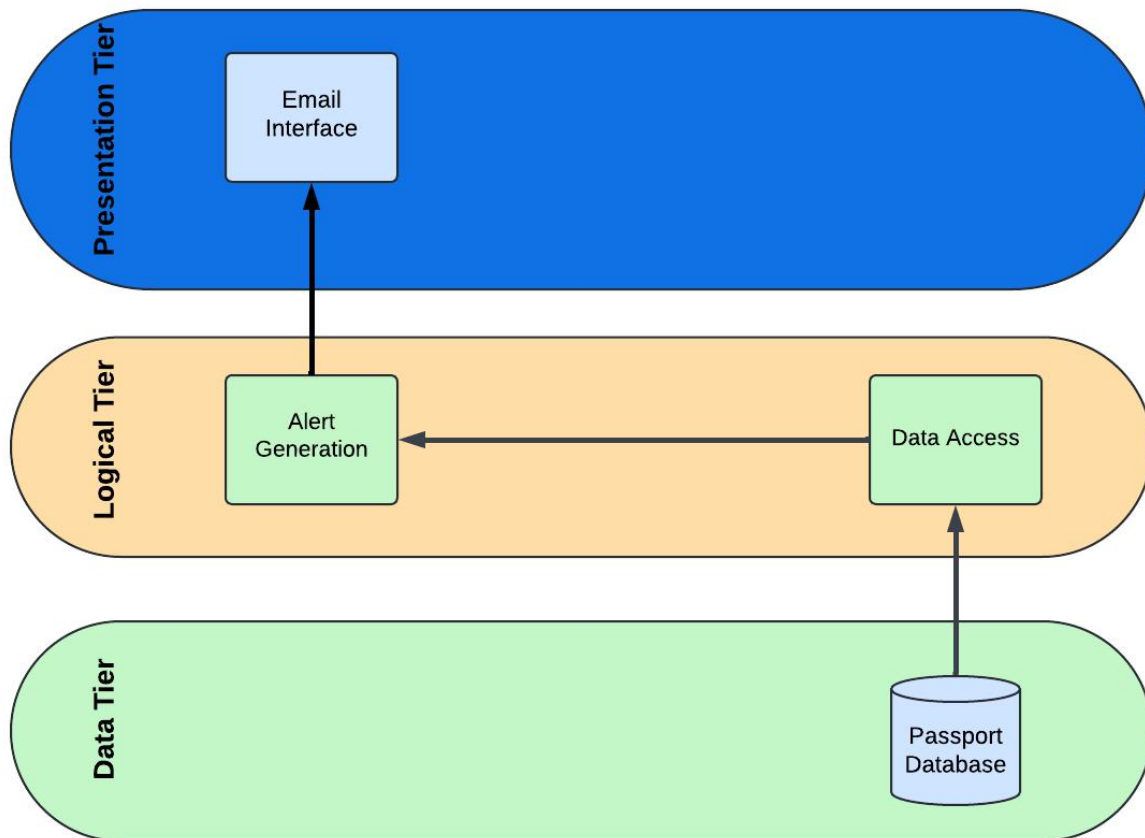 Presentation Tier
Email
Interface
Logical Tier
Alert
Generation
Data Access
Data Tier
Passport
Database